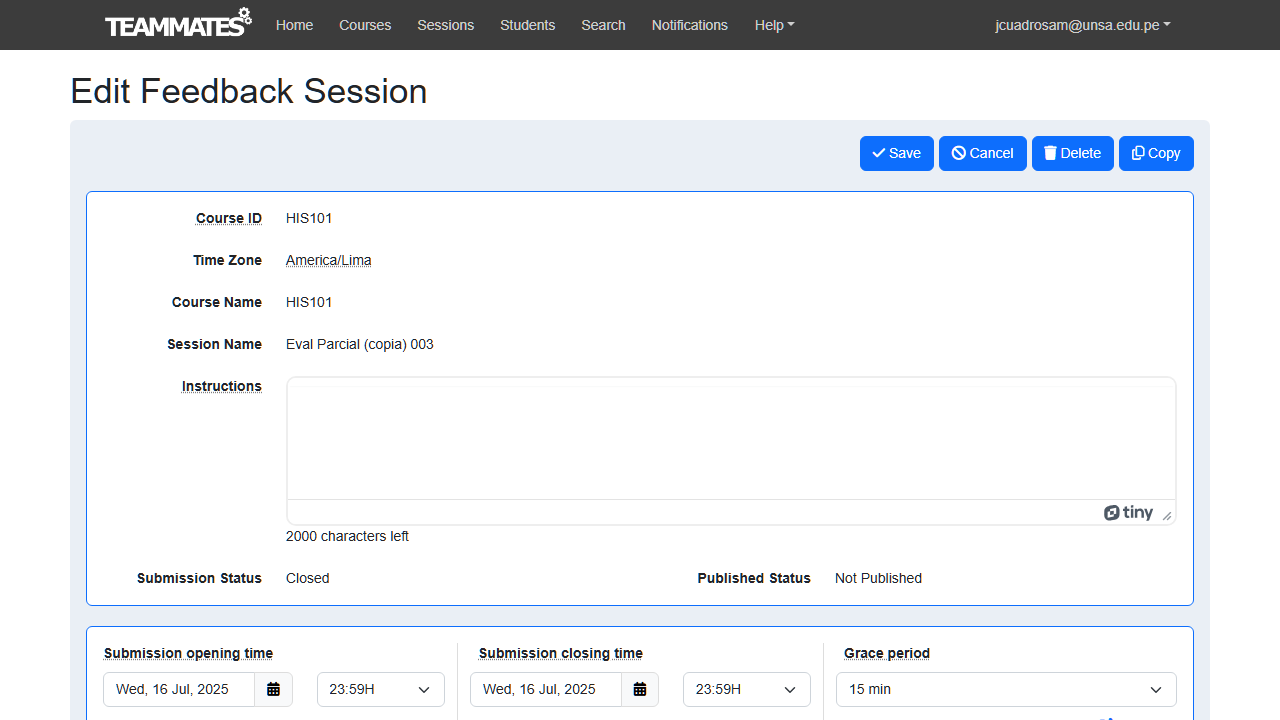 TEAMMATES Home Courses Sessions Students Search Notifications Help jcuadrosam@unsa.edu.pe
Edit Feedback Session
Save Cancel Delete Copy
Course ID HIS101
Time Zone America/Lima
Course Name HIS101
Session Name Eval Parcial (copia) 003
Instructions
tiny
2000 characters left
Submission Status Closed Published Status Not Published
Submission opening time Submission closing time Grace period
Wed, 16 Jul, 2025 23:59H Wed, 16 Jul, 2025 23:59H 15 min